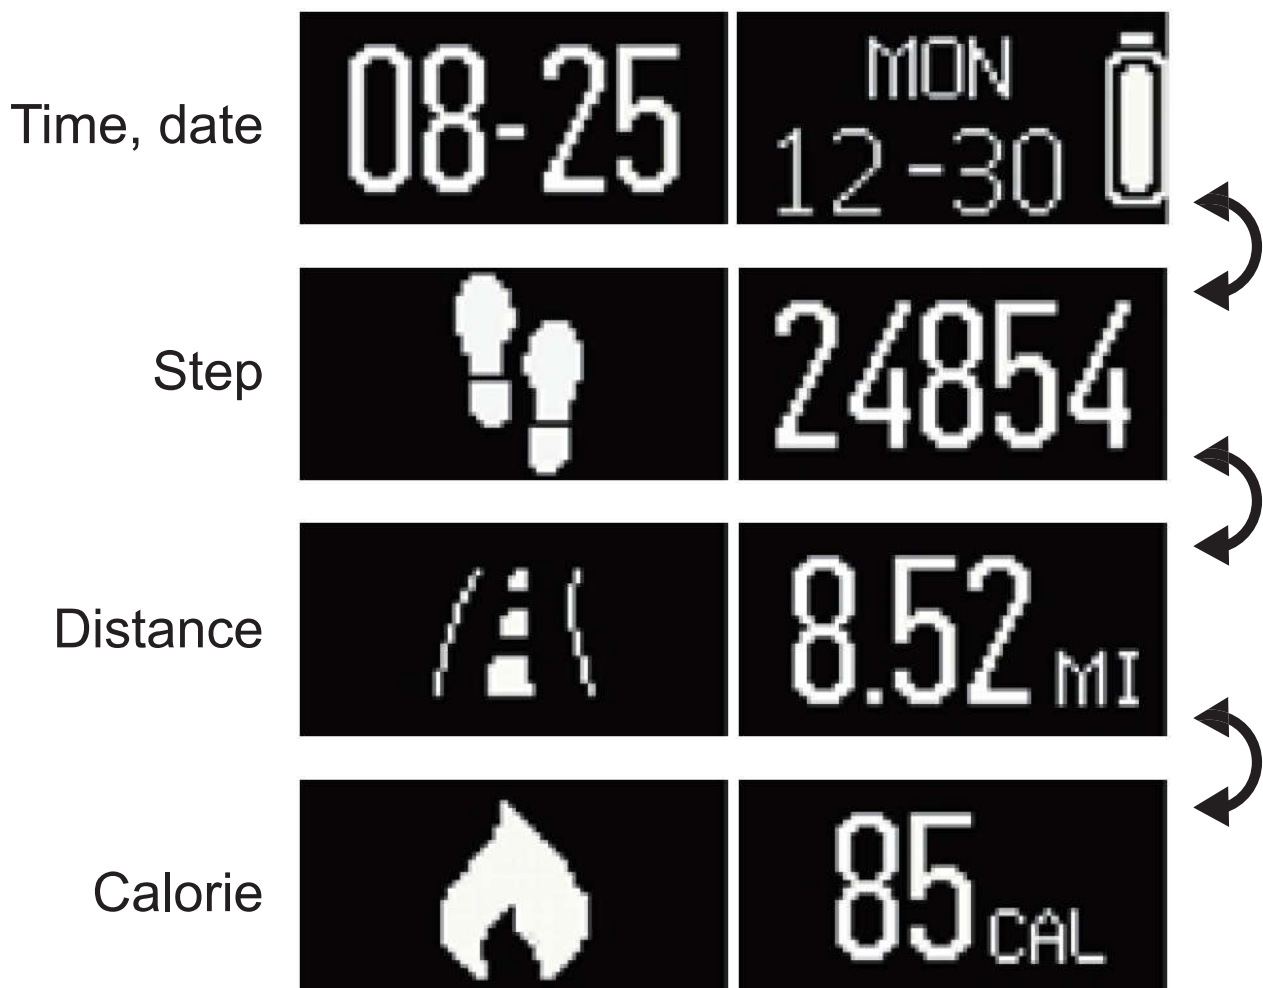 Time, date
08-25
MON
12-30
Step
24854
Distance
8.52 MI
Calorie
85 CAL